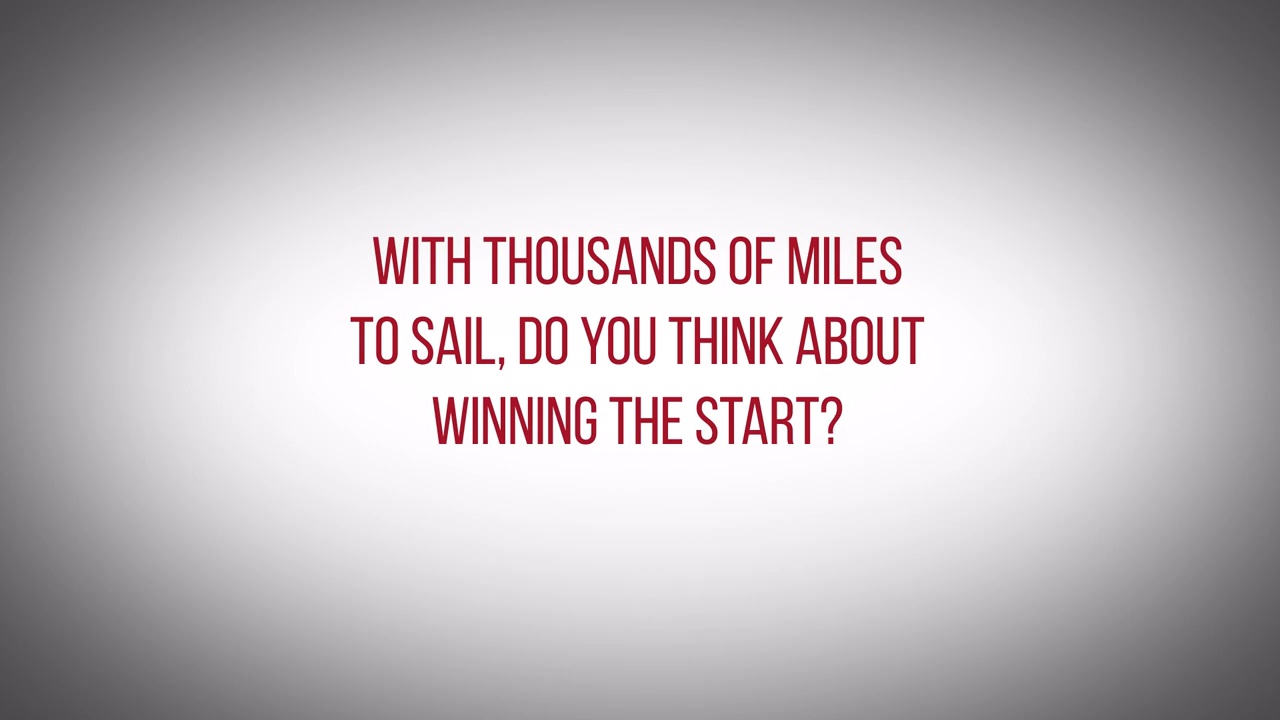 WITH THOUSANDS OF MILES
TO SAIL, DO YOU THINK ABOUT
WINNING THE START?